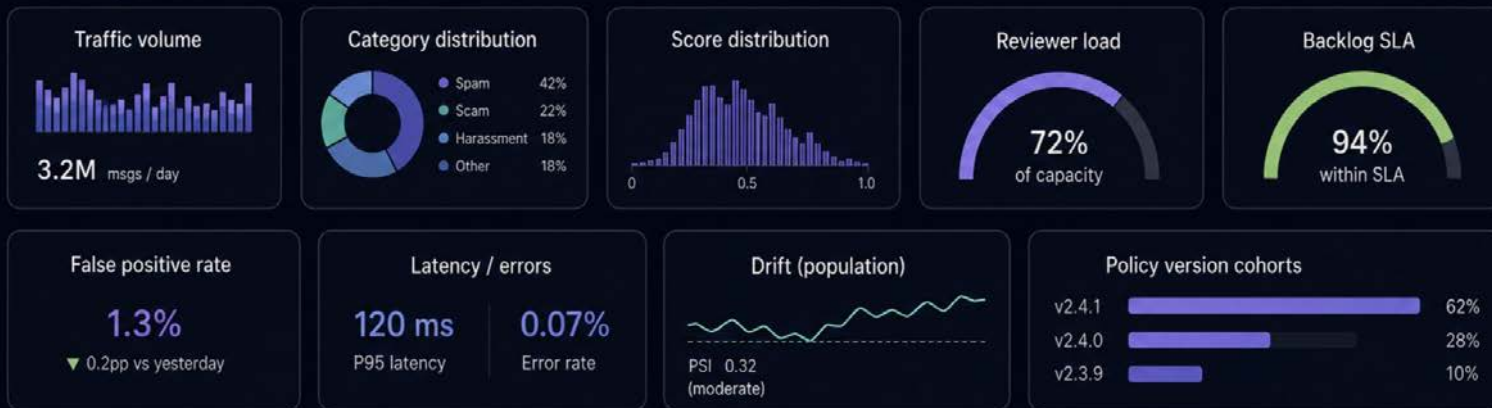 Traffic volume
3.2M msgs / day
Category distribution
Spam 42%
Scam 22%
Harassment 18%
Other 18%
Score distribution
0 0.5 1.0
Reviewer load
72%
of capacity
Backlog SLA
94%
within SLA
False positive rate
1.3%
▼ 0.2pp vs yesterday
Latency / errors
120 ms
P95 latency
0.07%
Error rate
Drift (population)
PSI 0.32
(moderate)
Policy version cohorts
v2.4.1 62%
v2.4.0 28%
v2.3.9 10%